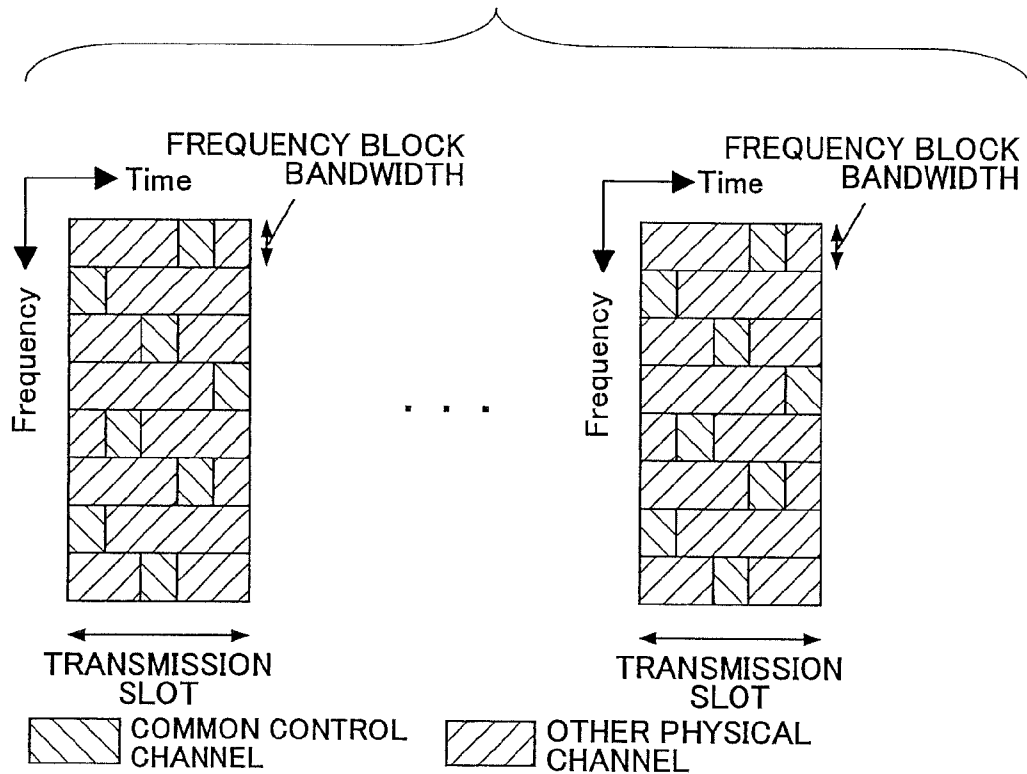 FREQUENCY BLOCK
BANDWIDTH
Time
Frequency
TRANSMISSION
SLOT
. . .
FREQUENCY BLOCK
BANDWIDTH
Time
Frequency
TRANSMISSION
SLOT
COMMON CONTROL
CHANNEL
OTHER PHYSICAL
CHANNEL